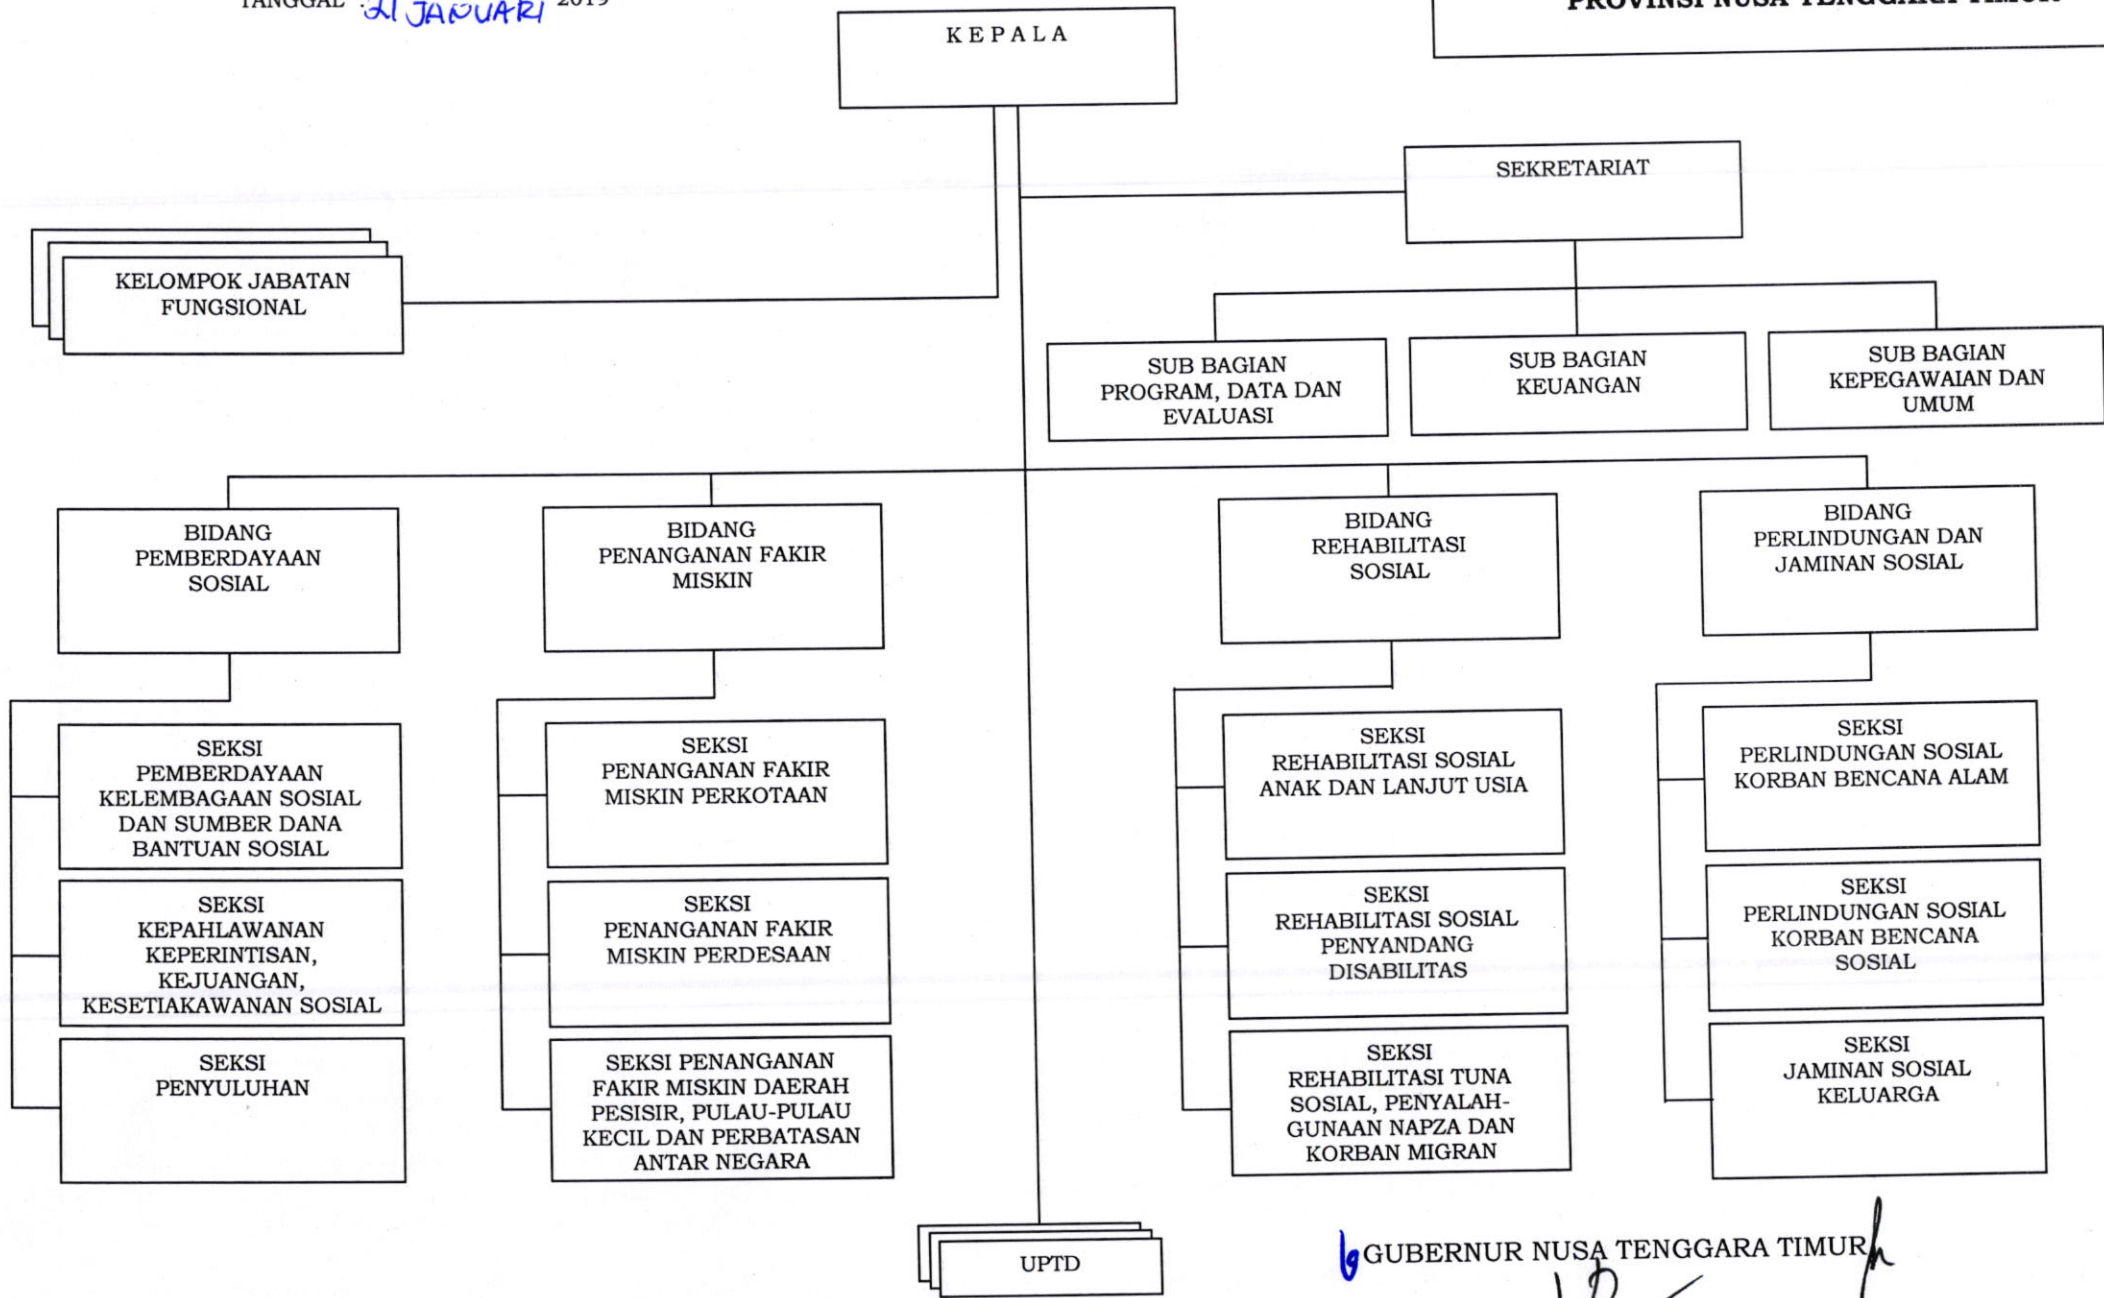 TANGGAL : 21 JANUARI 2019
PROVINSI NUSA TENGGARA TIMUR
KEPALA
SEKRETARIAT
KELOMPOK JABATAN
FUNGSIONAL
SUB BAGIAN
PROGRAM, DATA DAN
EVALUASI
SUB BAGIAN
KEUANGAN
SUB BAGIAN
KEPEGAWAIAN DAN
UMUM
BIDANG
PEMBERDAYAAN
SOSIAL
BIDANG
PENANGANAN FAKIR
MISKIN
BIDANG
REHABILITASI
SOSIAL
BIDANG
PERLINDUNGAN DAN
JAMINAN SOSIAL
SEKSI
PEMBERDAYAAN
KELEMBAGAAN SOSIAL
DAN SUMBER DANA
BANTUAN SOSIAL
SEKSI
KEPAHLAWANAN
KEPERINTISAN,
KEJUANGAN,
KESETIAKAWANAN SOSIAL
SEKSI
PENYULUHAN
SEKSI
PENANGANAN FAKIR
MISKIN PERKOTAAN
SEKSI
PENANGANAN FAKIR
MISKIN PERDESAAN
SEKSI PENANGANAN
FAKIR MISKIN DAERAH
PESISIR, PULAU-PULAU
KECIL DAN PERBATASAN
ANTAR NEGARA
SEKSI
REHABILITASI SOSIAL
ANAK DAN LANJUT USIA
SEKSI
REHABILITASI SOSIAL
PENYANDANG
DISABILITAS
SEKSI
REHABILITASI TUNA
SOSIAL, PENYALAH-
GUNAAN NAPZA DAN
KORBAN MIGRAN
SEKSI
PERLINDUNGAN SOSIAL
KORBAN BENCANA ALAM
SEKSI
PERLINDUNGAN SOSIAL
KORBAN BENCANA
SOSIAL
SEKSI
JAMINAN SOSIAL
KELUARGA
UPTD
GUBERNUR NUSA TENGGARA TIMUR